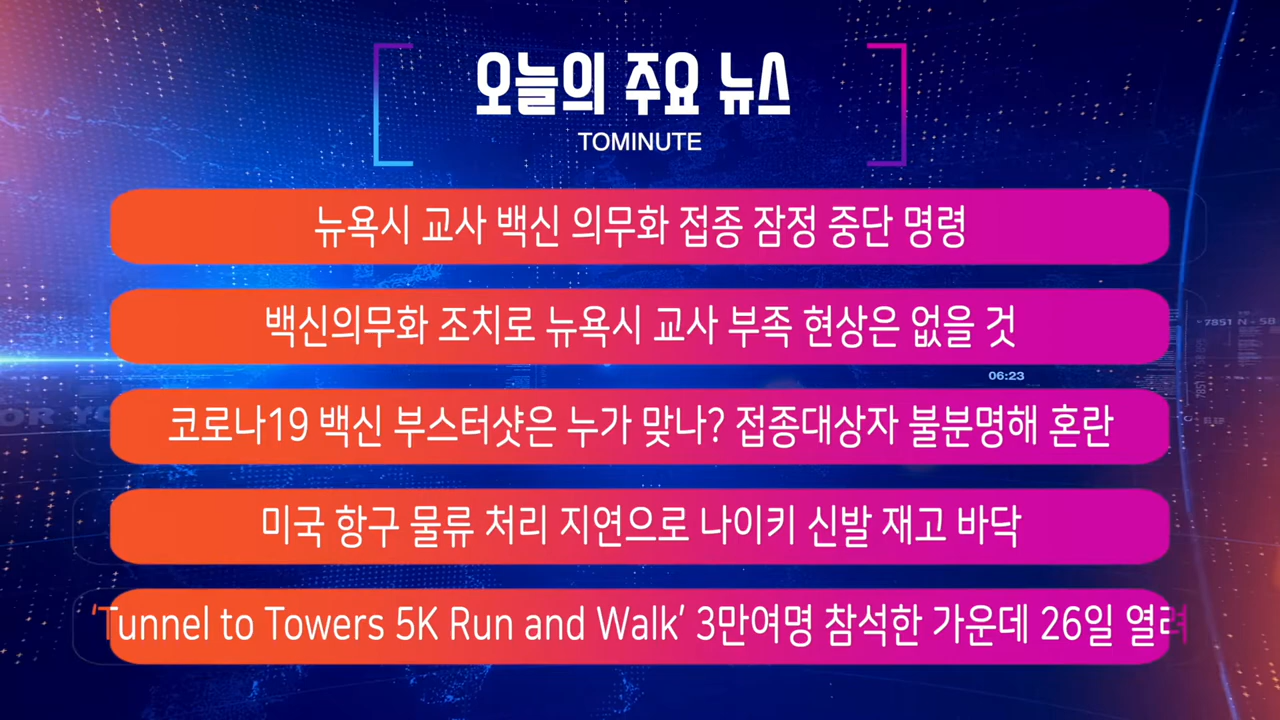 오늘의 주요 뉴스
TOMINUTE
뉴욕시 교사 백신 의무화 접종 잠정 중단 명령
백신의무화 조치로 뉴욕시 교사 부족 현상은 없을 것
7851 N - 58
06:23
코로나19 백신 부스터샷은 누가 맞나? 접종대상자 불분명해 혼란
미국 항구 물류 처리 지연으로 나이키 신발 재고 바닥
‘Tunnel to Towers 5K Run and Walk’ 3만여명 참석한 가운데 26일 열려